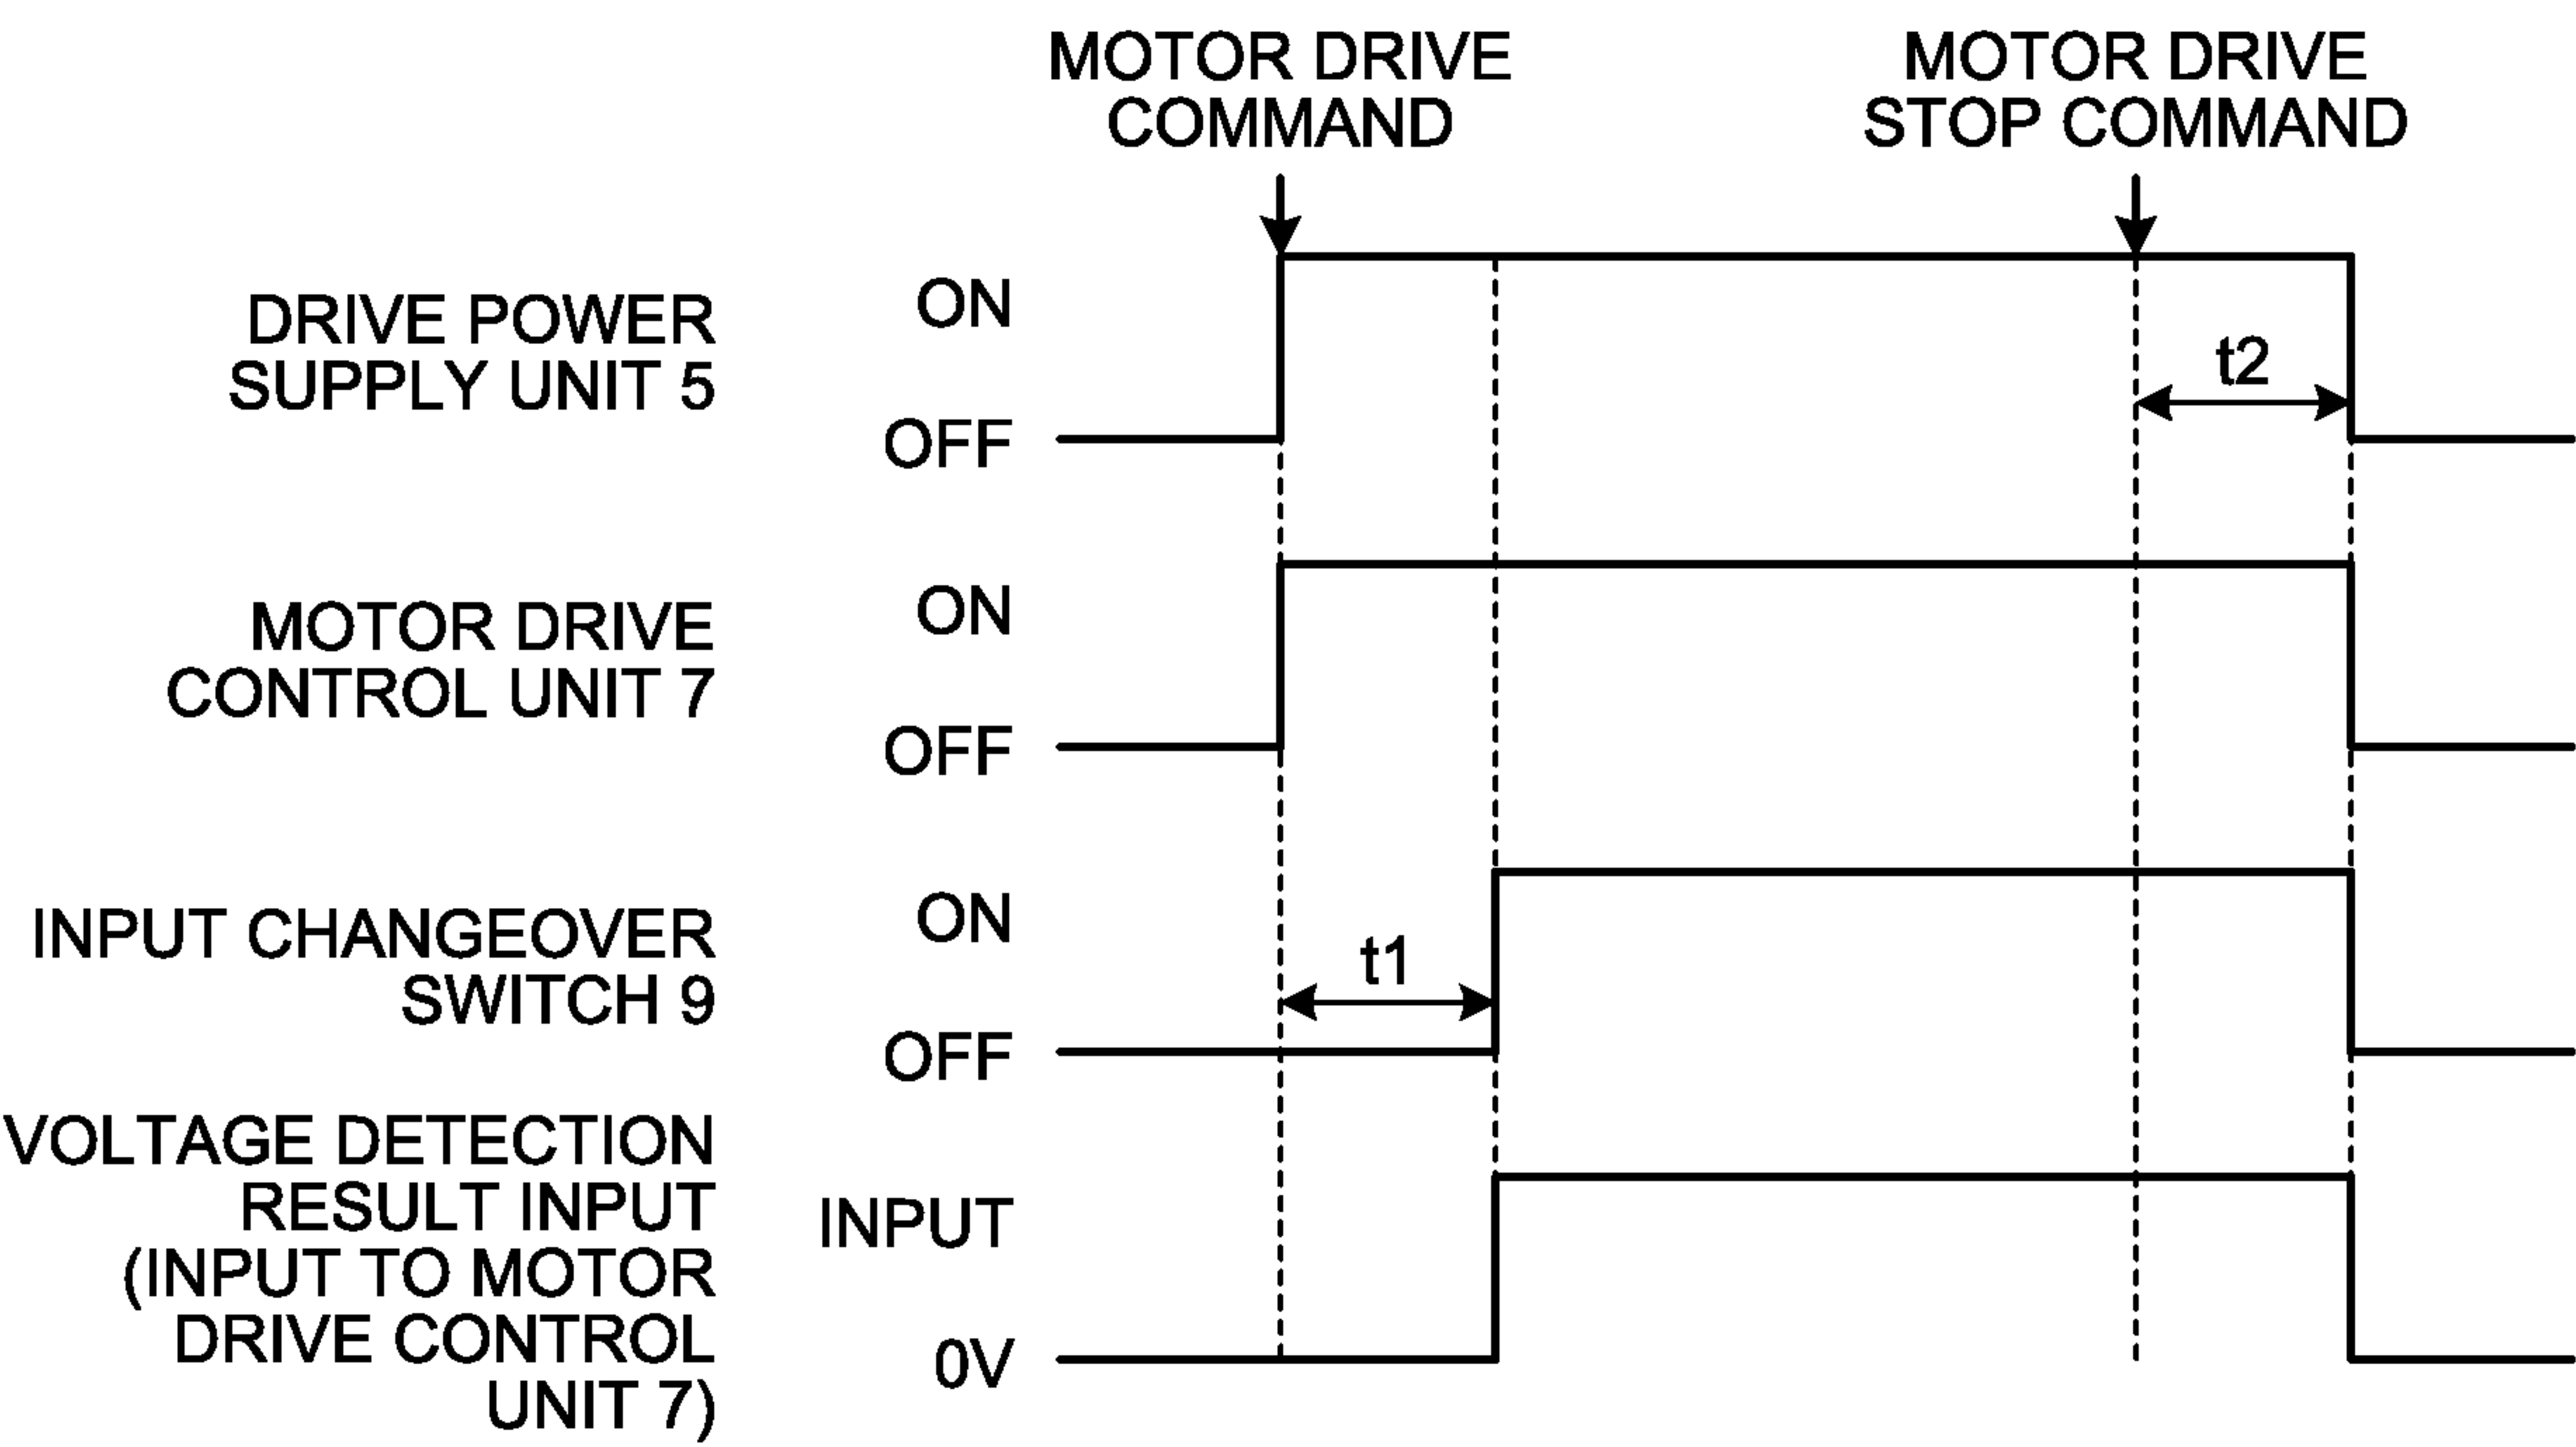 MOTOR DRIVE
COMMAND
MOTOR DRIVE
STOP COMMAND
DRIVE POWER
SUPPLY UNIT 5
ON
OFF
t2
MOTOR DRIVE
CONTROL UNIT 7
ON
OFF
INPUT CHANGEOVER
SWITCH 9
ON
OFF
t1
VOLTAGE DETECTION
RESULT INPUT
(INPUT TO MOTOR
DRIVE CONTROL
UNIT 7)
INPUT
0V